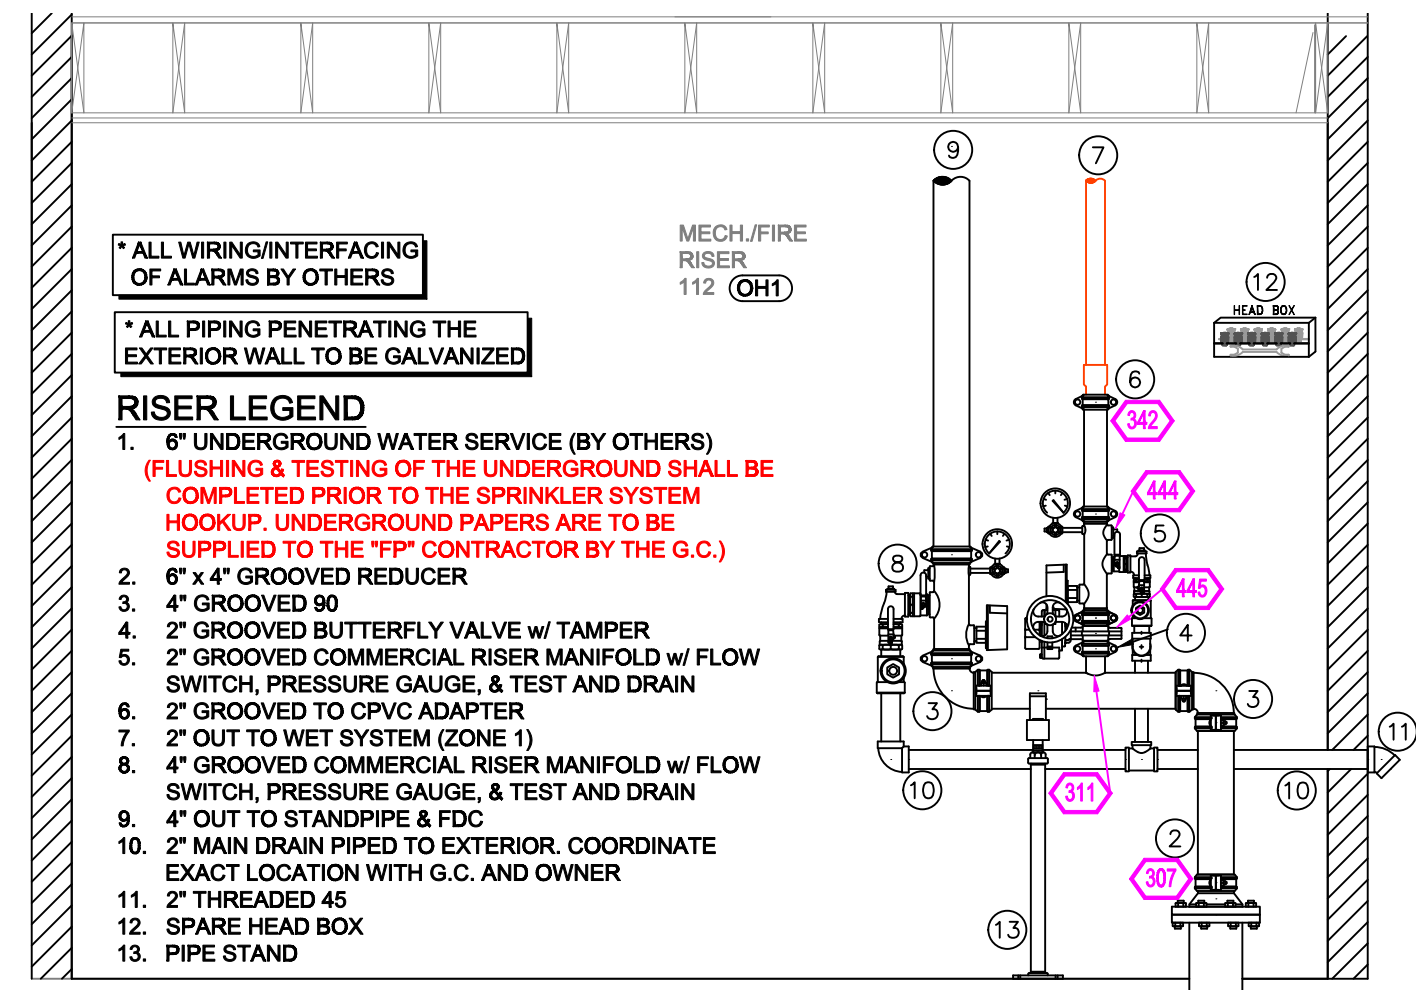 9
7
* ALL WIRING/INTERFACING
OF ALARMS BY OTHERS
MECH./FIRE
RISER
112 OH1
12
HEAD BOX
* ALL PIPING PENETRATING THE
EXTERIOR WALL TO BE GALVANIZED
RISER LEGEND
1. 6" UNDERGROUND WATER SERVICE (BY OTHERS)
(FLUSHING & TESTING OF THE UNDERGROUND SHALL BE
COMPLETED PRIOR TO THE SPRINKLER SYSTEM
HOOKUP. UNDERGROUND PAPERS ARE TO BE
SUPPLIED TO THE "FP" CONTRACTOR BY THE G.C.)
2. 6" x 4" GROOVED REDUCER
3. 4" GROOVED 90
4. 2" GROOVED BUTTERFLY VALVE w/ TAMPER
5. 2" GROOVED COMMERCIAL RISER MANIFOLD w/ FLOW
SWITCH, PRESSURE GAUGE, & TEST AND DRAIN
6. 2" GROOVED TO CPVC ADAPTER
7. 2" OUT TO WET SYSTEM (ZONE 1)
8. 4" GROOVED COMMERCIAL RISER MANIFOLD w/ FLOW
SWITCH, PRESSURE GAUGE, & TEST AND DRAIN
9. 4" OUT TO STANDPIPE & FDC
10. 2" MAIN DRAIN PIPED TO EXTERIOR. COORDINATE
EXACT LOCATION WITH G.C. AND OWNER
11. 2" THREADED 45
12. SPARE HEAD BOX
13. PIPE STAND
6
342
444
5
8
445
4
3
3
11
10
311
10
2
307
13